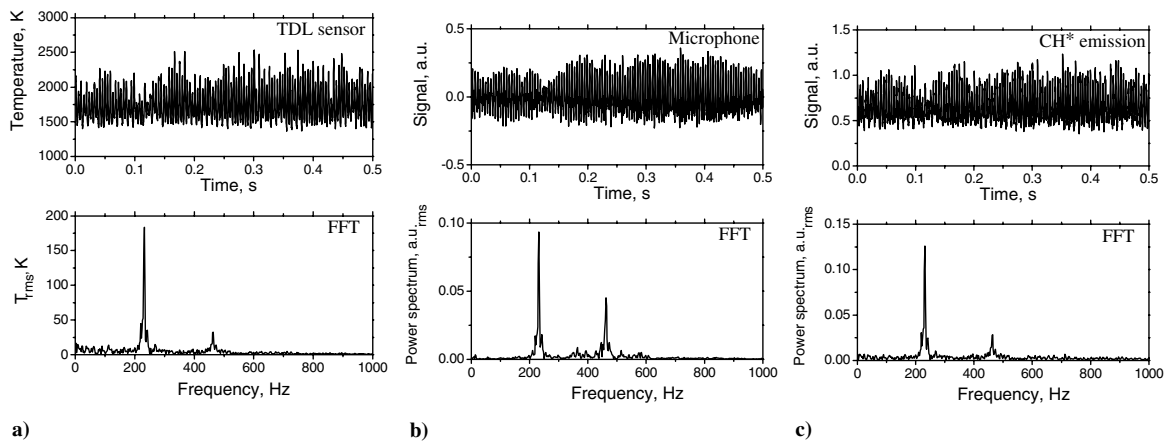 TDL sensor
Temperature, K
3000
2500
2000
1500
1000
0.0 0.1 0.2 0.3 0.4 0.5
Time, s
FFT
Trms, K
200
150
100
50
0
0 200 400 600 800 1000
Frequency, Hz
a)
Microphone
Signal, a.u.
0.5
0.0
-0.5
0.0 0.1 0.2 0.3 0.4 0.5
Time, s
FFT
Power spectrum, a.u.rms
0.10
0.05
0.00
0 200 400 600 800 1000
Frequency, Hz
b)
CH* emission
Signal, a.u.
1.5
1.0
0.5
0.0
0.0 0.1 0.2 0.3 0.4 0.5
Time, s
FFT
Power spectrum, a.u.rms
0.15
0.10
0.05
0.00
0 200 400 600 800 1000
Frequency, Hz
c)